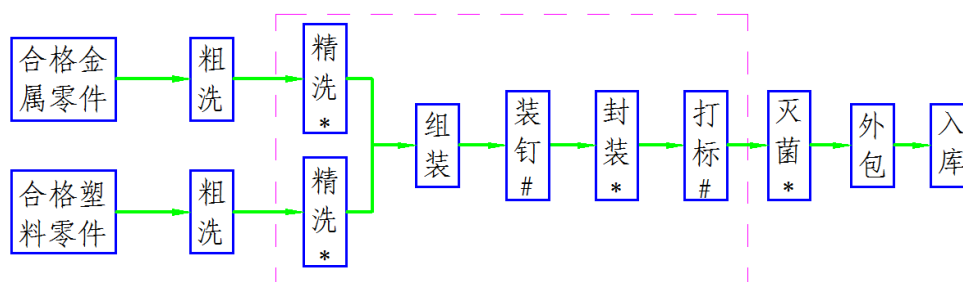 合格金
属零件
粗
洗
精
洗
*
组
装
装
钉
#
封
装
*
打
标
#
灭
菌
*
外
包
入
库
合格塑
料零件
粗
洗
精
洗
*